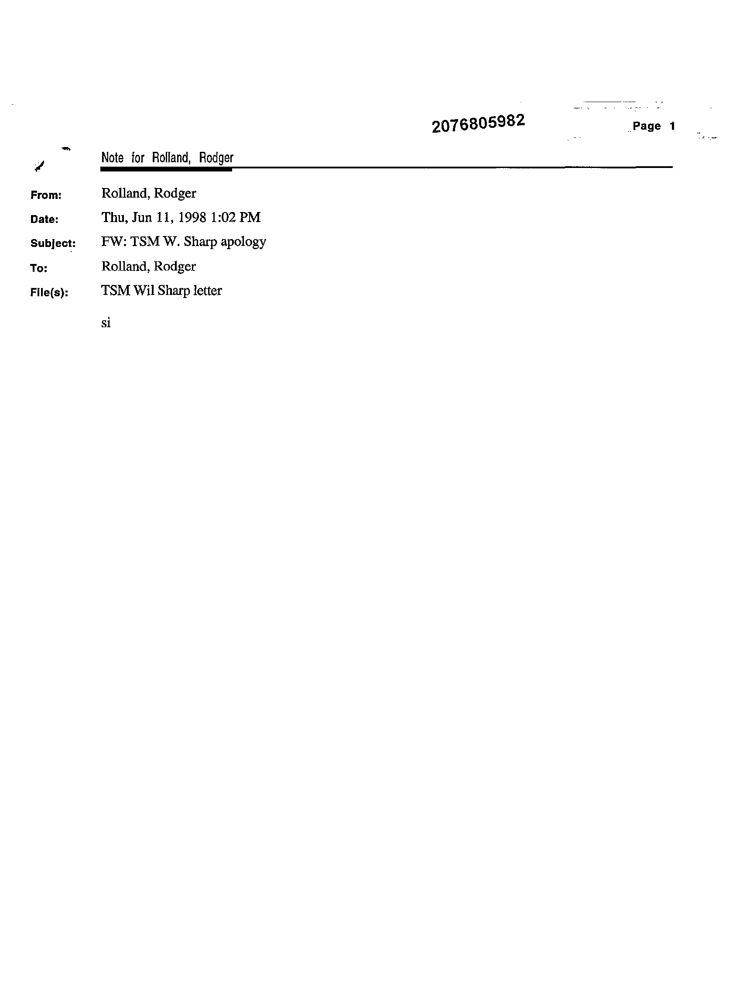 2076805982
Page 1
Note for Rolland, Rodger
From: Rolland, Rodger
Date: Thu, Jun 11, 1998 1:02 PM
Subject: FW: TSM W. Sharp apology
To: Rolland, Rodger
File(s): TSM Wil Sharp letter
si